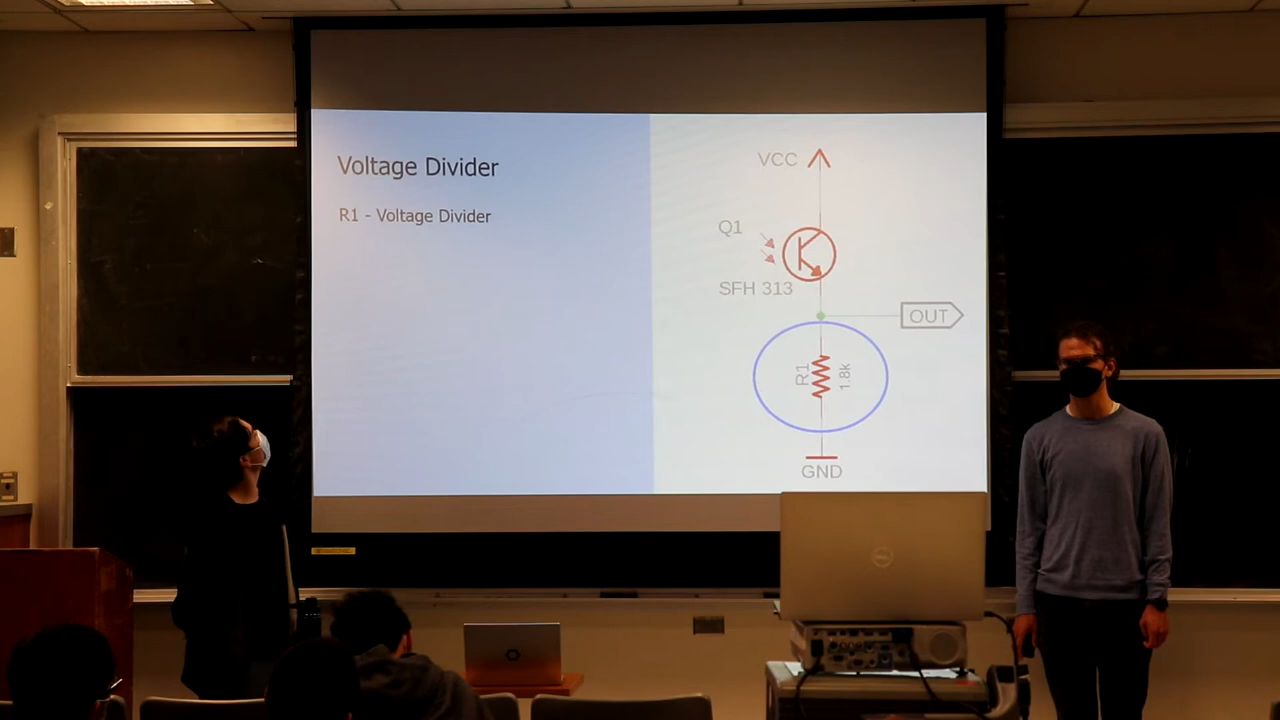 Voltage Divider
R1 - Voltage Divider
VCC
Q1
SFH 313
OUT
R1
1.8k
GND